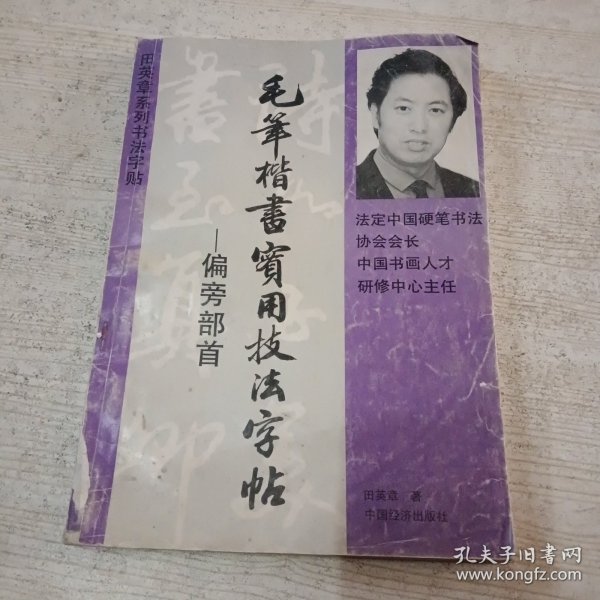 田英章系列书法字贴
毛笔楷書實用技法字帖
—偏旁部首
法定中国硬笔书法
协会会长
中国书画人才
研修中心主任
田英章 著
中国经济出版社
孔夫子旧書网
www.kongfz.com